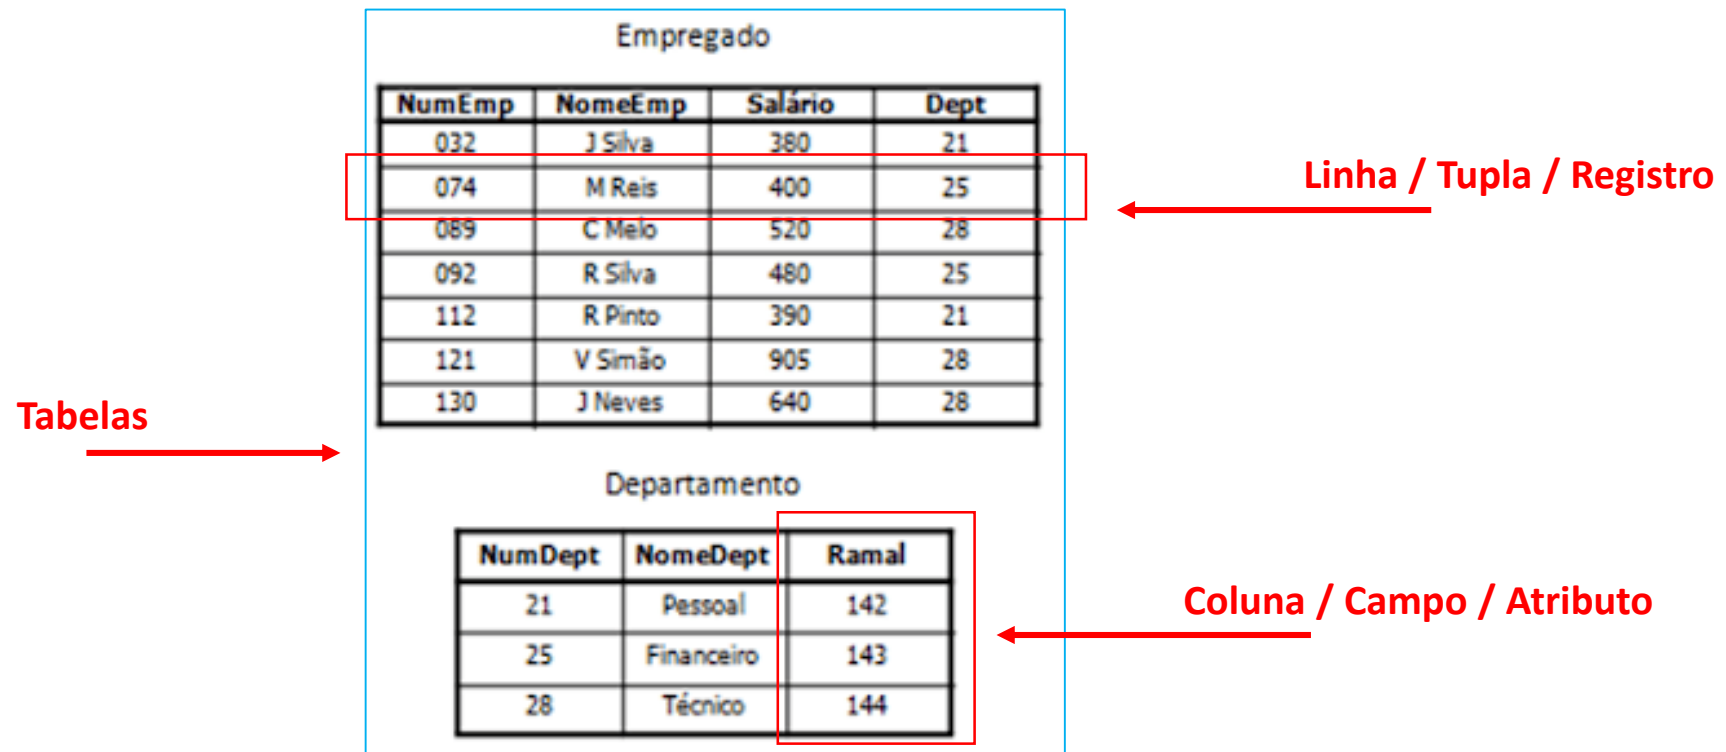 Empregado
NumEmp NomeEmp Salário Dept
032 J Silva 380 21
074 M Reis 400 25
089 C Melo 520 28
092 R Silva 480 25
112 R Pinto 390 21
121 V Simão 905 28
130 J Neves 640 28
Linha / Tupla / Registro
Tabelas
Departamento
NumDept NomeDept Ramal
21 Pessoal 142
25 Financeiro 143
28 Técnico 144
Coluna / Campo / Atributo